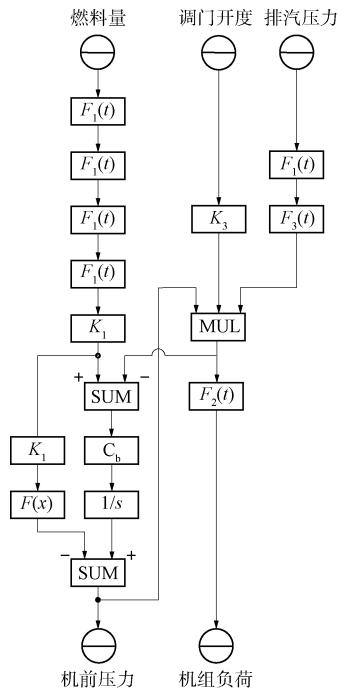 燃料量 调门开度 排汽压力
F1(t)
F1(t) F1(t)
F1(t) K3 F3(t)
F1(t)
K1 MUL
+ −
SUM F2(t)
K1 Cb
F(x) 1/s
− +
SUM
机前压力 机组负荷